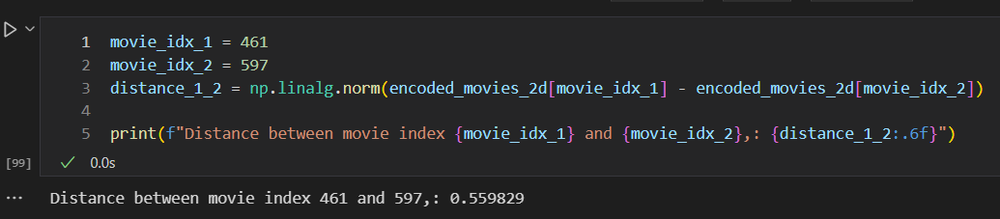 1 movie_idx_1 = 461
2 movie_idx_2 = 597
3 distance_1_2 = np.linalg.norm(encoded_movies_2d[movie_idx_1] - encoded_movies_2d[movie_idx_2])
4
5 print(f"Distance between movie index {movie_idx_1} and {movie_idx_2},: {distance_1_2:.6f}")
[99] 0.0s
... Distance between movie index 461 and 597,: 0.559829